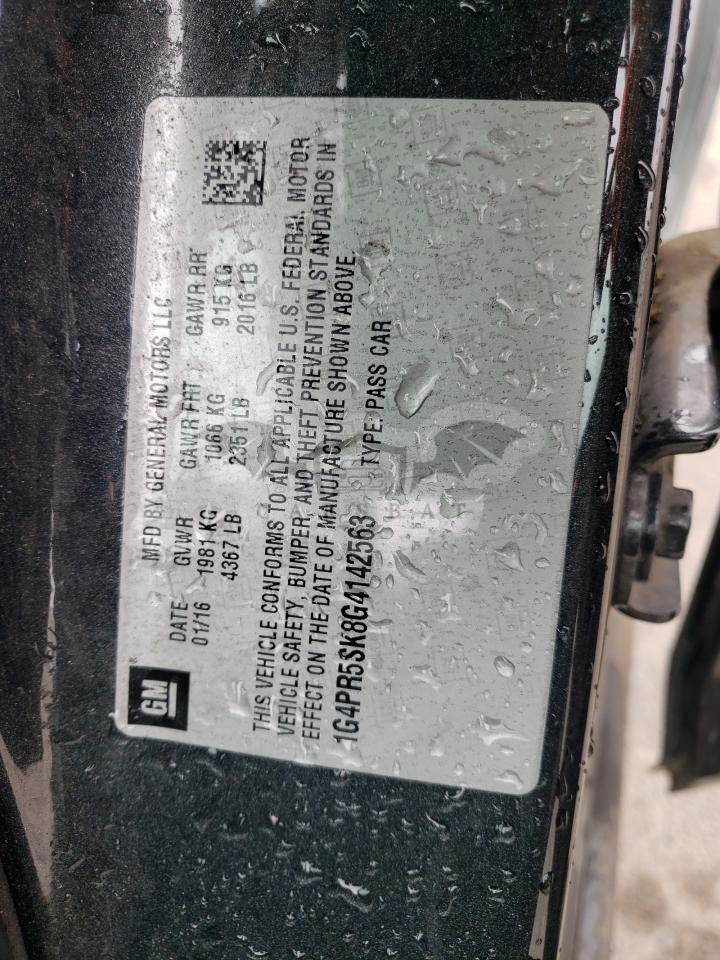 GM
®
MFD BY GENERAL MOTORS LLC
DATE GVWR GAWR FRT GAWR RR
01/16 1981 KG 1066 KG 915 KG
4367 LB 2351 LB 2016 LB
THIS VEHICLE CONFORMS TO ALL APPLICABLE U.S. FEDERAL MOTOR
VEHICLE SAFETY, BUMPER, AND THEFT PREVENTION STANDARDS IN
EFFECT ON THE DATE OF MANUFACTURE SHOWN ABOVE.
1G4PR5SK8G4142563 TYPE: PASS CAR